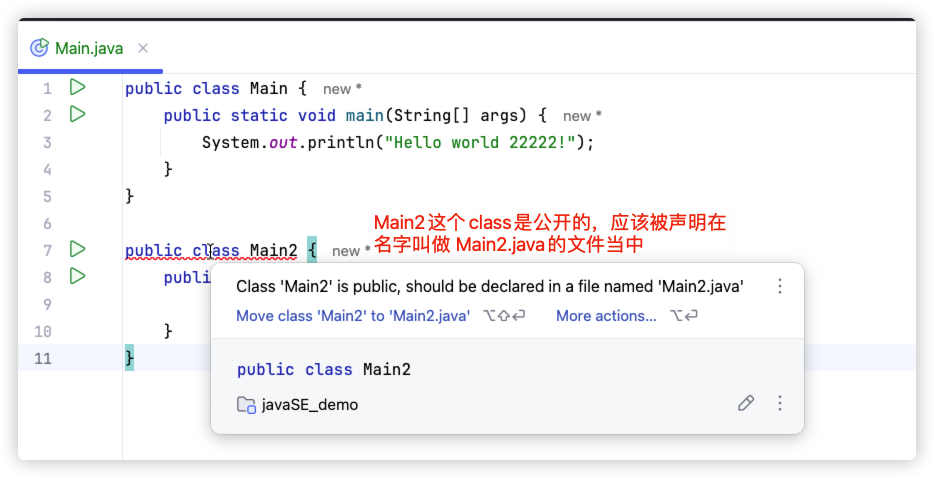 Main.java
1 public class Main { new *
2 public static void main(String[] args) { new *
3 System.out.println("Hello world 22222!");
4 }
5 }
6
Main2这个class是公开的，应该被声明在
名字叫做 Main2.java的文件当中
7 public class Main2 { new *
8 publi
Class 'Main2' is public, should be declared in a file named 'Main2.java'
9
Move class 'Main2' to 'Main2.java' ⌥⇧⏎ More actions... ⌥⏎
10 }
11 }
public class Main2
javaSE_demo